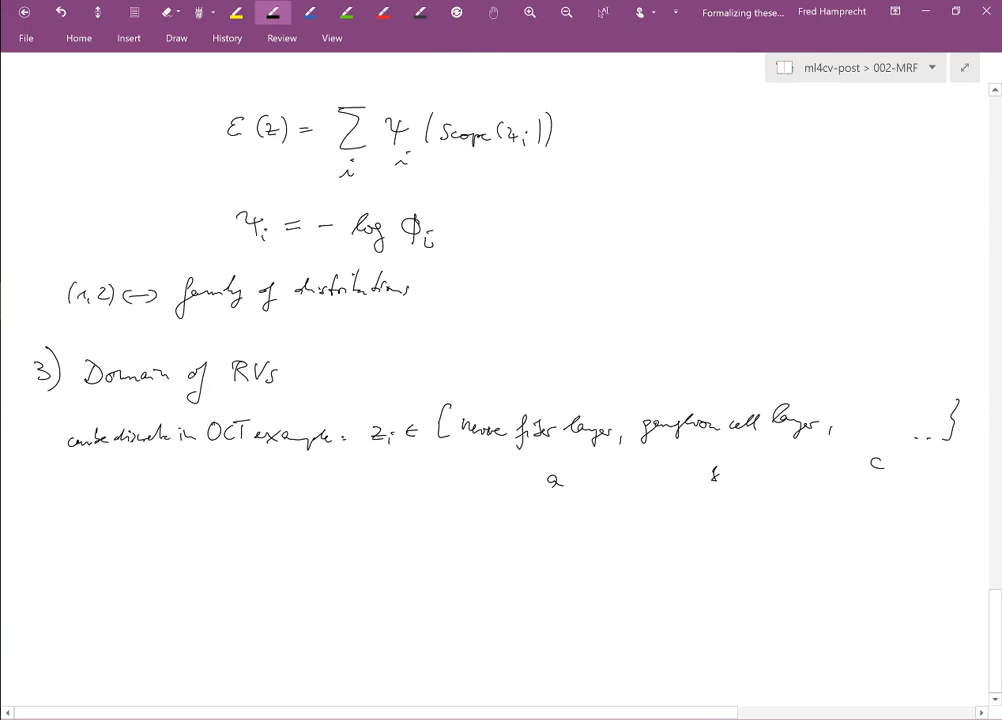 Formalizing these... Fred Hamprecht
File Home Insert Draw History Review View
ml4cv-post > 002-MRF
E(z) = ∑ ψ (scope(ψi))
i i
ψi = - log ϕi
(1,2) ↔ family of distributions
3) Domain of RVs
can be discrete in OCT example: zi ∈ { nerve fiber layer, ganglion cell layer, .. }
a b c